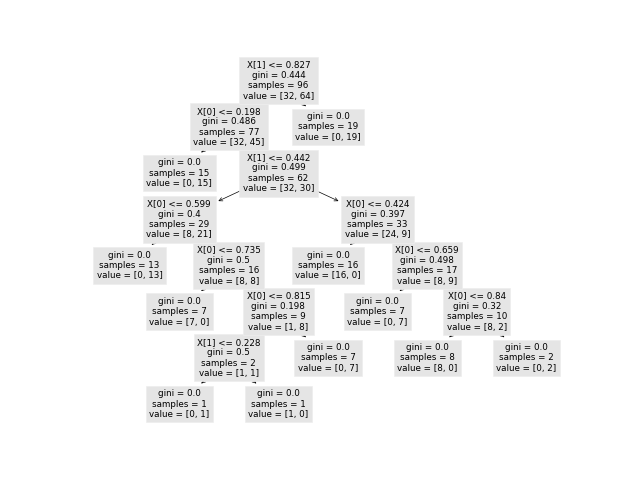 X[1] <= 0.827
gini = 0.444
samples = 96
value = [32, 64]
X[0] <= 0.198
gini = 0.486
samples = 77
value = [32, 45]
gini = 0.0
samples = 19
value = [0, 19]
gini = 0.0
samples = 15
value = [0, 15]
X[1] <= 0.442
gini = 0.499
samples = 62
value = [32, 30]
X[0] <= 0.599
gini = 0.4
samples = 29
value = [8, 21]
X[0] <= 0.424
gini = 0.397
samples = 33
value = [24, 9]
gini = 0.0
samples = 13
value = [0, 13]
X[0] <= 0.735
gini = 0.5
samples = 16
value = [8, 8]
gini = 0.0
samples = 16
value = [16, 0]
X[0] <= 0.659
gini = 0.498
samples = 17
value = [8, 9]
gini = 0.0
samples = 7
value = [7, 0]
X[0] <= 0.815
gini = 0.198
samples = 9
value = [1, 8]
gini = 0.0
samples = 7
value = [0, 7]
X[0] <= 0.84
gini = 0.32
samples = 10
value = [8, 2]
X[1] <= 0.228
gini = 0.5
samples = 2
value = [1, 1]
gini = 0.0
samples = 7
value = [0, 7]
gini = 0.0
samples = 8
value = [8, 0]
gini = 0.0
samples = 2
value = [0, 2]
gini = 0.0
samples = 1
value = [0, 1]
gini = 0.0
samples = 1
value = [1, 0]